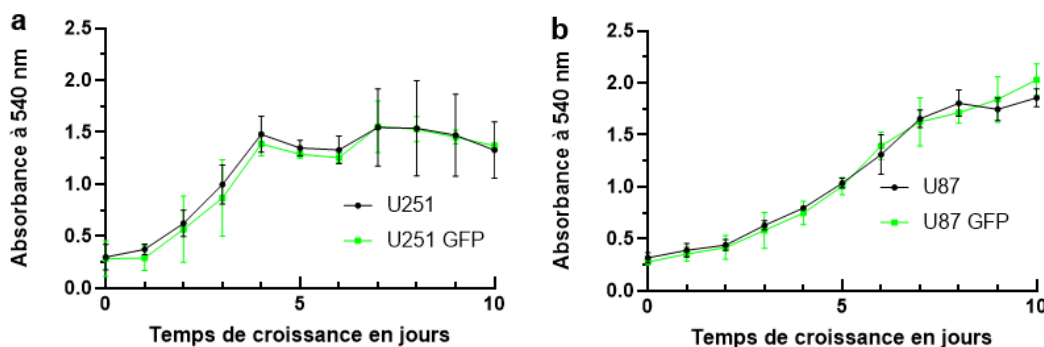 a
Absorbance à 540 nm
2.5
2.0
1.5
1.0
0.5
0.0
0 5 10
U251
U251 GFP
Temps de croissance en jours
b
Absorbance à 540 nm
2.5
2.0
1.5
1.0
0.5
0.0
0 5 10
U87
U87 GFP
Temps de croissance en jours